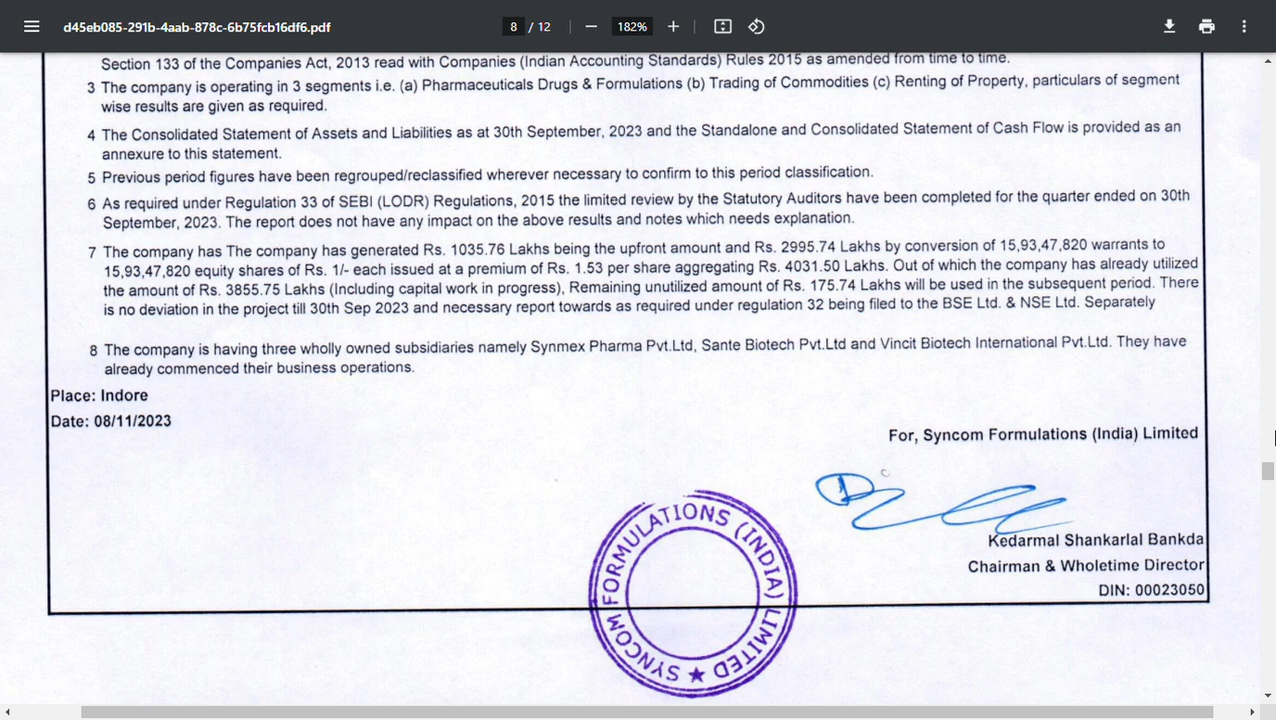 d45eb085-291b-4aab-878c-6b75fcb16df6.pdf
8 / 12
182%
Section 133 of the Companies Act, 2013 read with Companies (Indian Accounting Standards) Rules 2015 as amended from time to time.
3 The company is operating in 3 segments i.e. (a) Pharmaceuticals Drugs & Formulations (b) Trading of Commodities (c) Renting of Property, particulars of segment
wise results are given as required.
4 The Consolidated Statement of Assets and Liabilities as at 30th September, 2023 and the Standalone and Consolidated Statement of Cash Flow is provided as an
annexure to this statement.
5 Previous period figures have been regrouped/reclassified wherever necessary to confirm to this period classification.
6 As required under Regulation 33 of SEBI (LODR) Regulations, 2015 the limited review by the Statutory Auditors have been completed for the quarter ended on 30th
September, 2023. The report does not have any impact on the above results and notes which needs explanation.
7 The company has The company has generated Rs. 1035.76 Lakhs being the upfront amount and Rs. 2995.74 Lakhs by conversion of 15,93,47,820 warrants to
15,93,47,820 equity shares of Rs. 1/- each issued at a premium of Rs. 1.53 per share aggregating Rs. 4031.50 Lakhs. Out of which the company has already utilized
the amount of Rs. 3855.75 Lakhs (Including capital work in progress), Remaining unutilized amount of Rs. 175.74 Lakhs will be used in the subsequent period. There
is no deviation in the project till 30th Sep 2023 and necessary report towards as required under regulation 32 being filed to the BSE Ltd. & NSE Ltd. Separately
8 The company is having three wholly owned subsidiaries namely Synmex Pharma Pvt.Ltd, Sante Biotech Pvt.Ltd and Vincit Biotech International Pvt.Ltd. They have
already commenced their business operations.
Place: Indore
Date: 08/11/2023
For, Syncom Formulations (India) Limited
Kedarmal Shankarlal Bankda
Chairman & Wholetime Director
DIN: 00023050
SYNCOM FORMULATIONS (INDIA) LIMITED